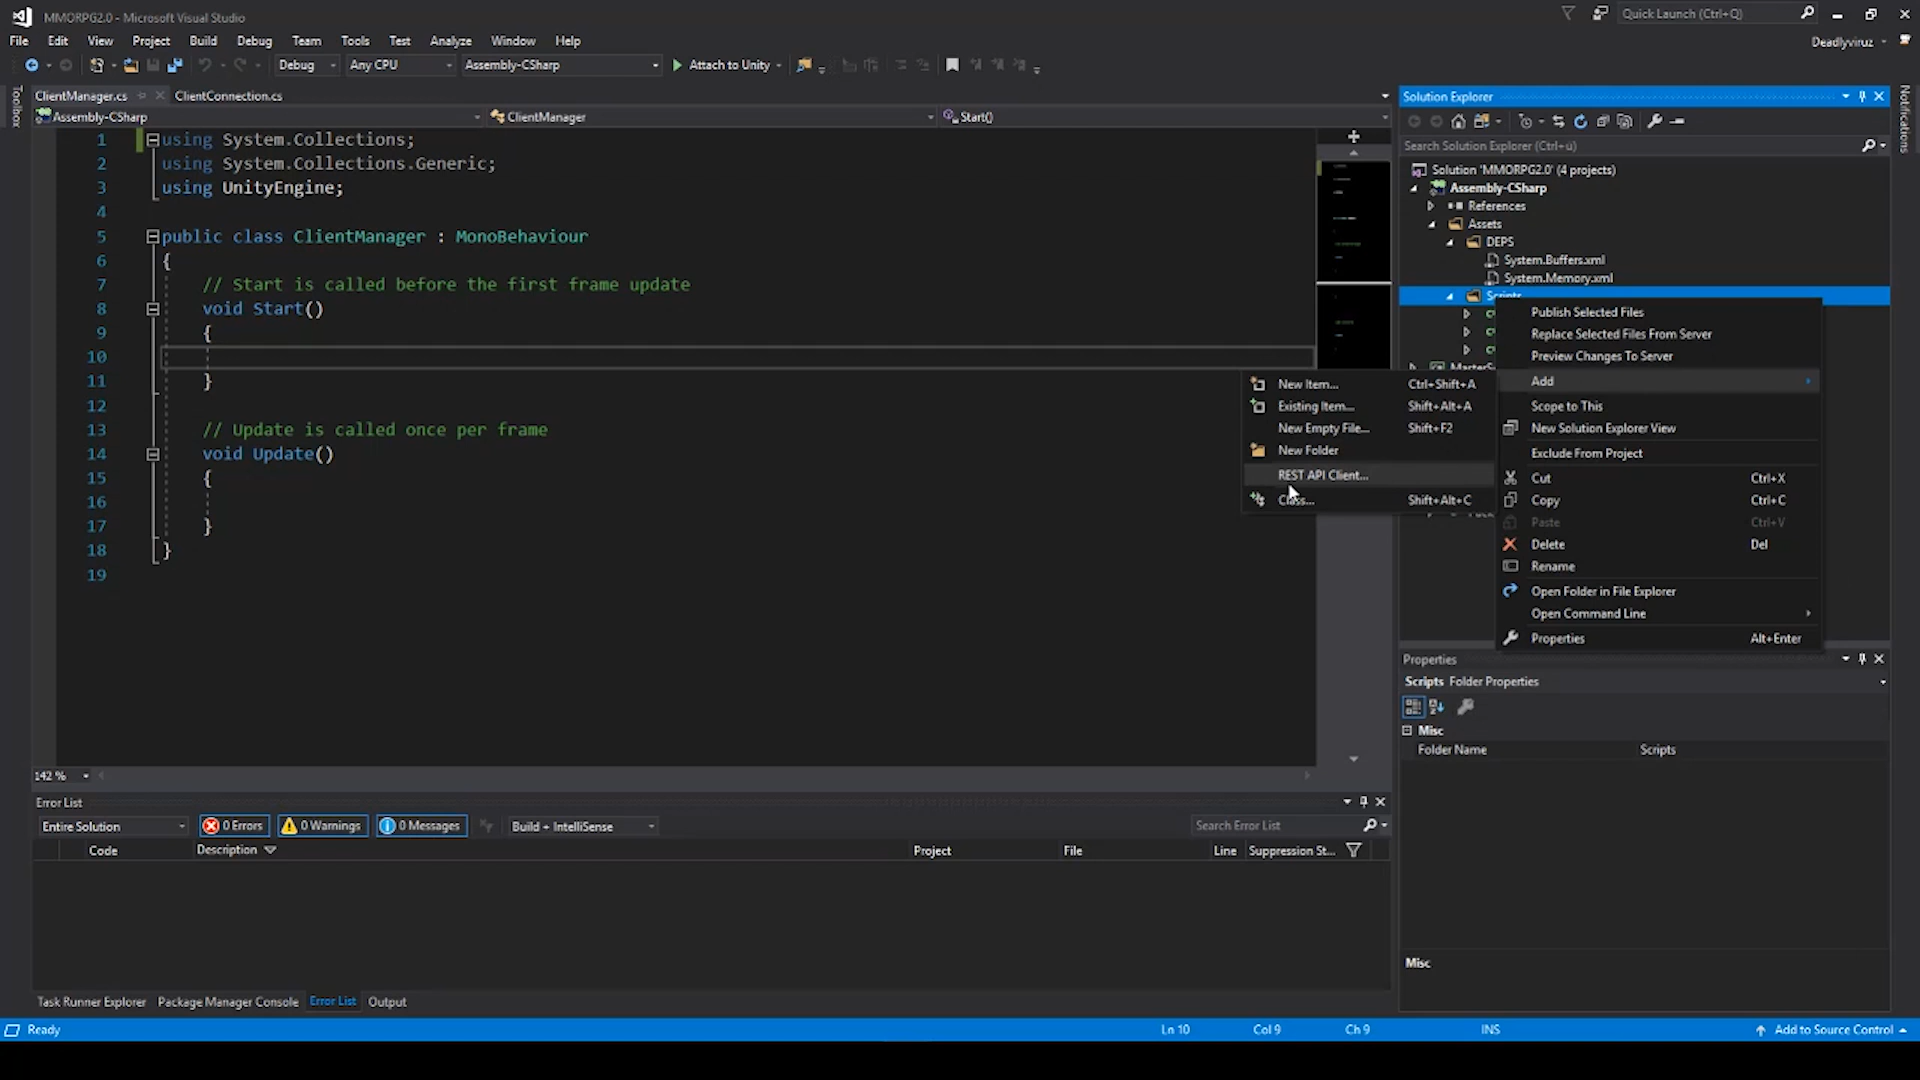 MMORPG2.0 - Microsoft Visual Studio
Quick Launch (Ctrl+Q)
File Edit View Project Build Debug Team Tools Test Analyze Window Help
Deadlyviruz
Debug Any CPU Assembly-CSharp Attach to Unity
Toolbox
ClientManager.cs ClientConnection.cs
Assembly-CSharp ClientManager Start()
1 using System.Collections;
2 using System.Collections.Generic;
3 using UnityEngine;
4
5 public class ClientManager : MonoBehaviour
6 {
7 // Start is called before the first frame update
8 void Start()
9 {
10
11 }
12
13 // Update is called once per frame
14 void Update()
15 {
16
17 }
18 }
19
142 %
Solution Explorer
Notifications
Search Solution Explorer (Ctrl+ü)
Solution 'MMORPG2.0' (4 projects)
Assembly-CSharp
References
Assets
DEPS
System.Buffers.xml
System.Memory.xml
Scripts
Publish Selected Files
Replace Selected Files From Server
Preview Changes To Server
Add
Scope to This
New Solution Explorer View
Exclude From Project
Cut Ctrl+X
Copy Ctrl+C
Paste Ctrl+V
Delete Del
Rename
Open Folder in File Explorer
Open Command Line
Properties Alt+Enter
New Item... Ctrl+Shift+A
Existing Item... Shift+Alt+A
New Empty File... Shift+F2
New Folder
REST API Client...
Class... Shift+Alt+C
Properties
Scripts Folder Properties
Misc
Folder Name Scripts
Misc
Error List
Entire Solution 0 Errors 0 Warnings 0 Messages Build + IntelliSense Search Error List
Code Description Project File Line Suppression St...
Task Runner Explorer Package Manager Console Error List Output
Ready Ln 10 Col 9 Ch 9 INS Add to Source Control